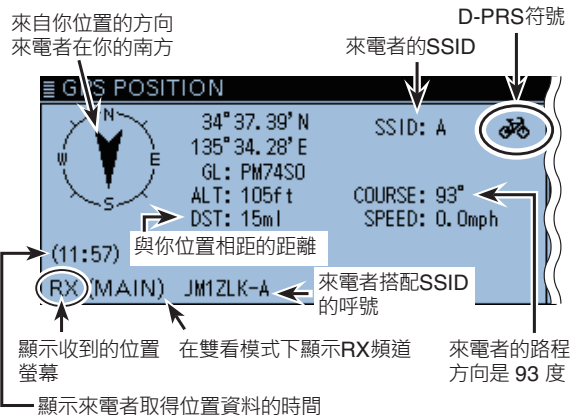 來自你位置的方向
來電者在你的南方
D-PRS符號
來電者的SSID
GPS POSITION
N
W
E
S
34°37.39'N
135°34.28'E
GL: PM74SO
ALT: 105ft
DST: 15ml
SSID: A
COURSE: 93°
SPEED: 0.0mph
與你位置相距的距離
(11:57)
RX (MAIN) JM1ZLK-A
來電者搭配SSID
的呼號
顯示收到的位置
螢幕
在雙看模式下顯示RX頻道
來電者的路程
方向是 93 度
顯示來電者取得位置資料的時間